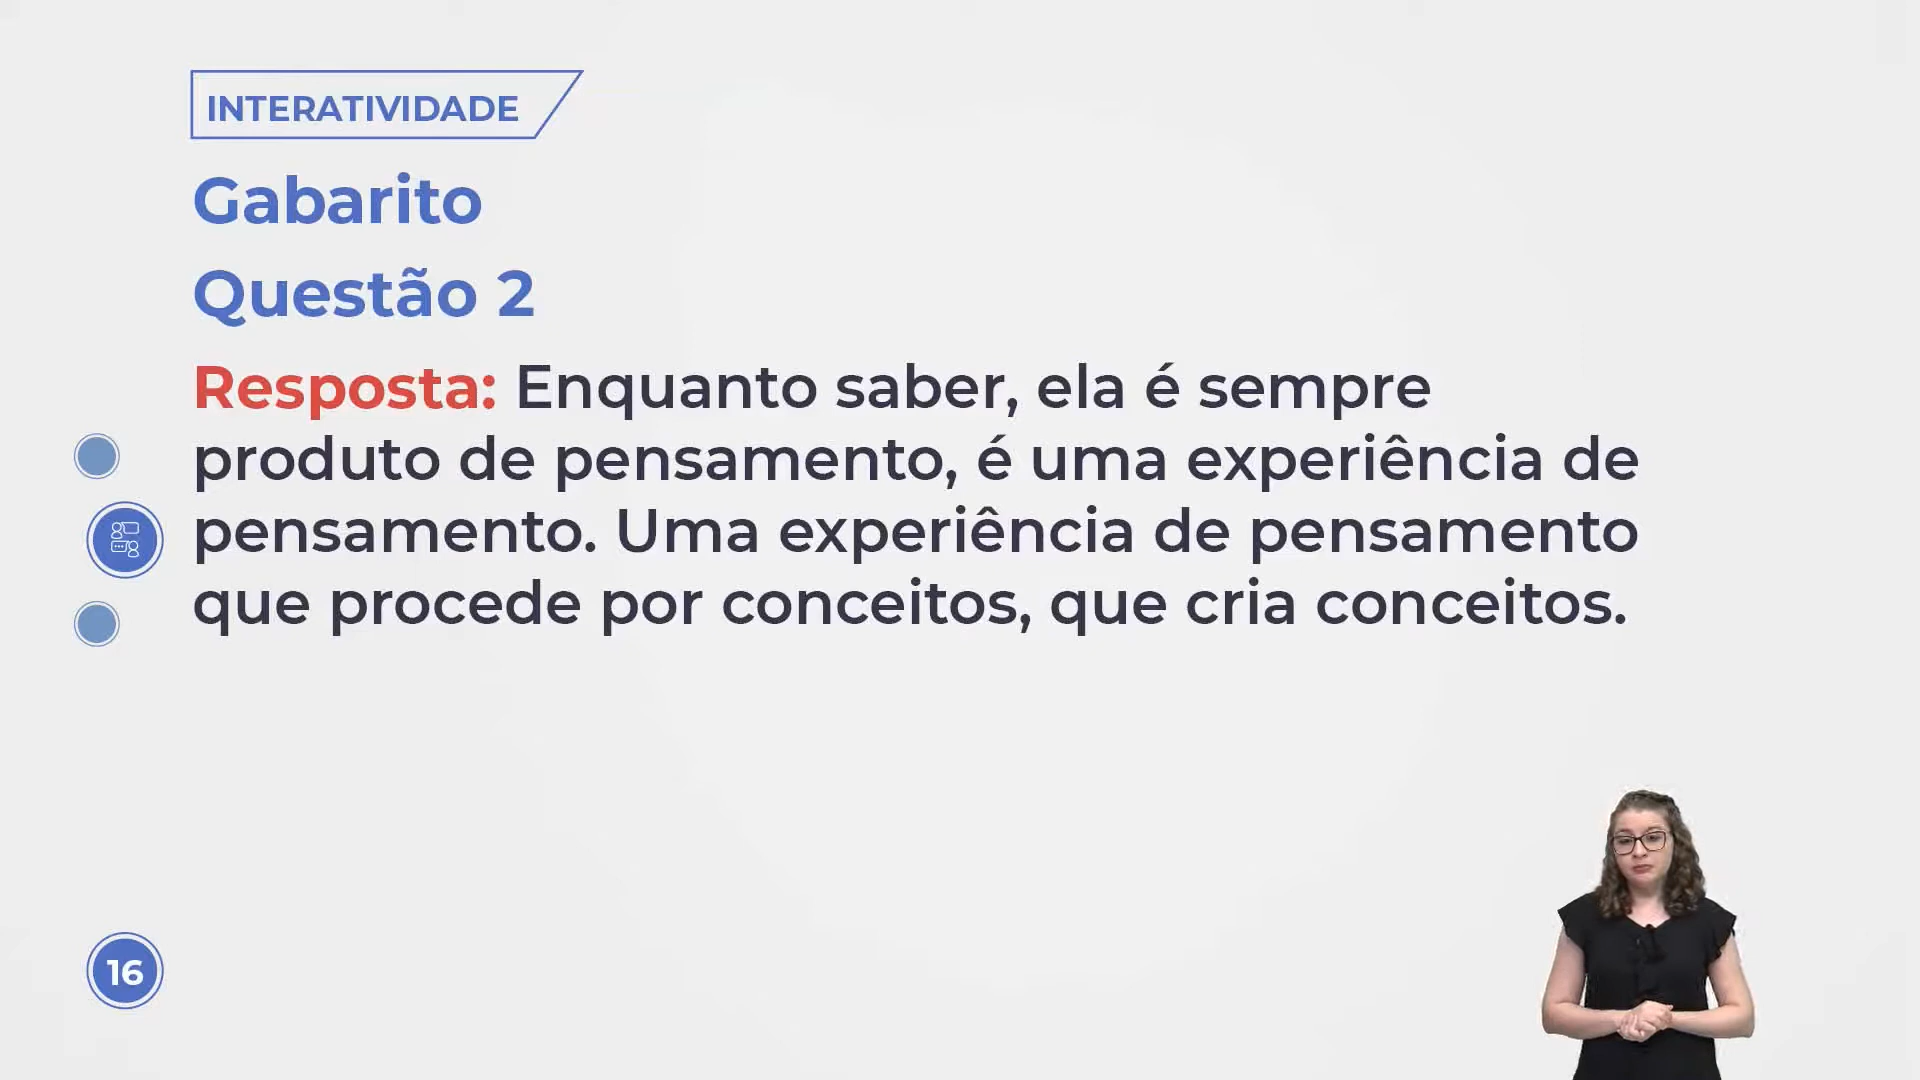 INTERATIVIDADE
Gabarito
Questão 2
Resposta: Enquanto saber, ela é sempre
produto de pensamento, é uma experiência de
pensamento. Uma experiência de pensamento
que procede por conceitos, que cria conceitos.
16